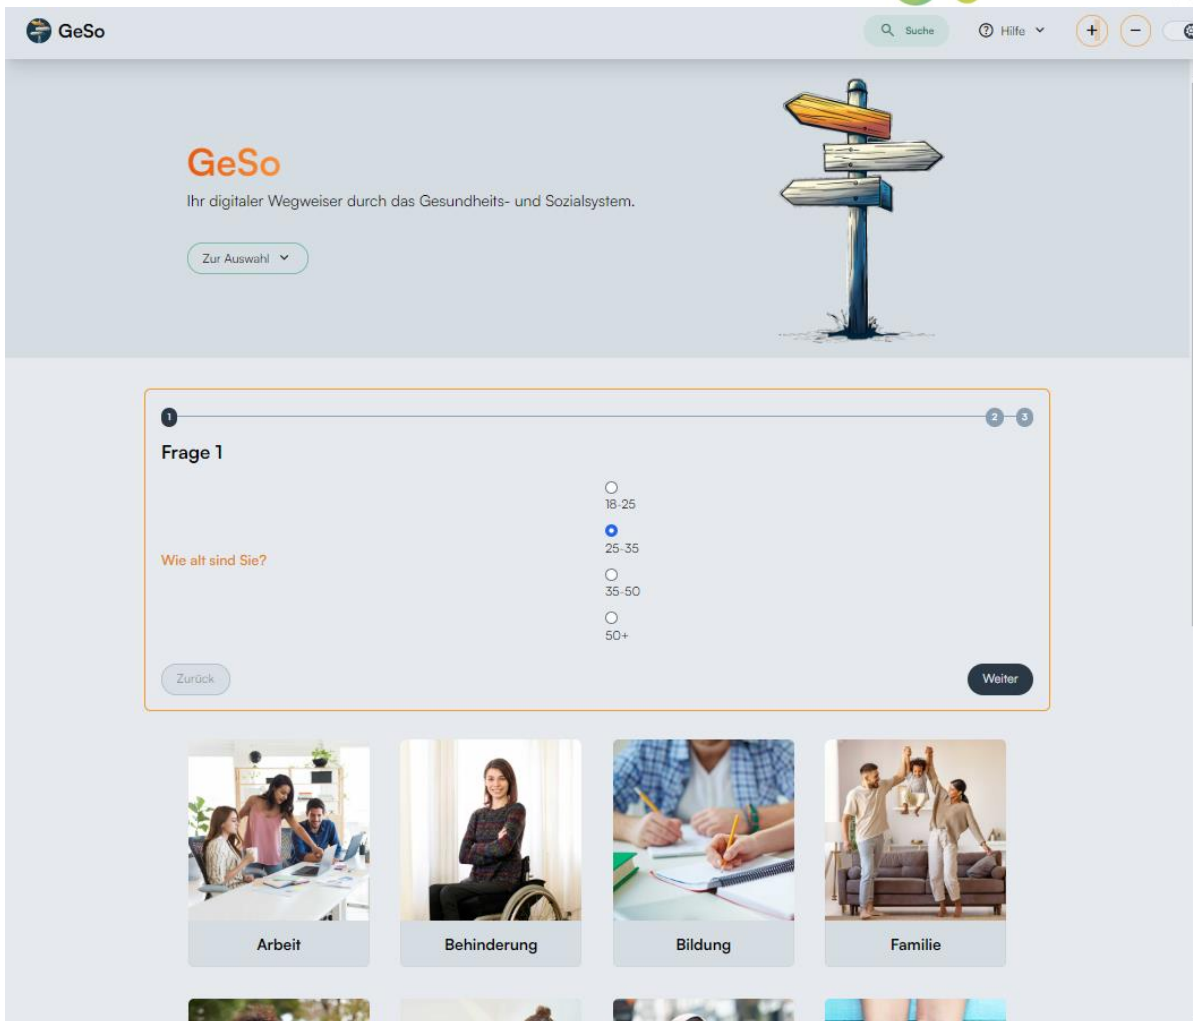 GeSo
Suche
Hilfe
+
−
GeSo
Ihr digitaler Wegweiser durch das Gesundheits- und Sozialsystem.
Zur Auswahl
1
2
3
Frage 1
18-25
25-35
Wie alt sind Sie?
35-50
50+
Zurück
Weiter
Arbeit
Behinderung
Bildung
Familie